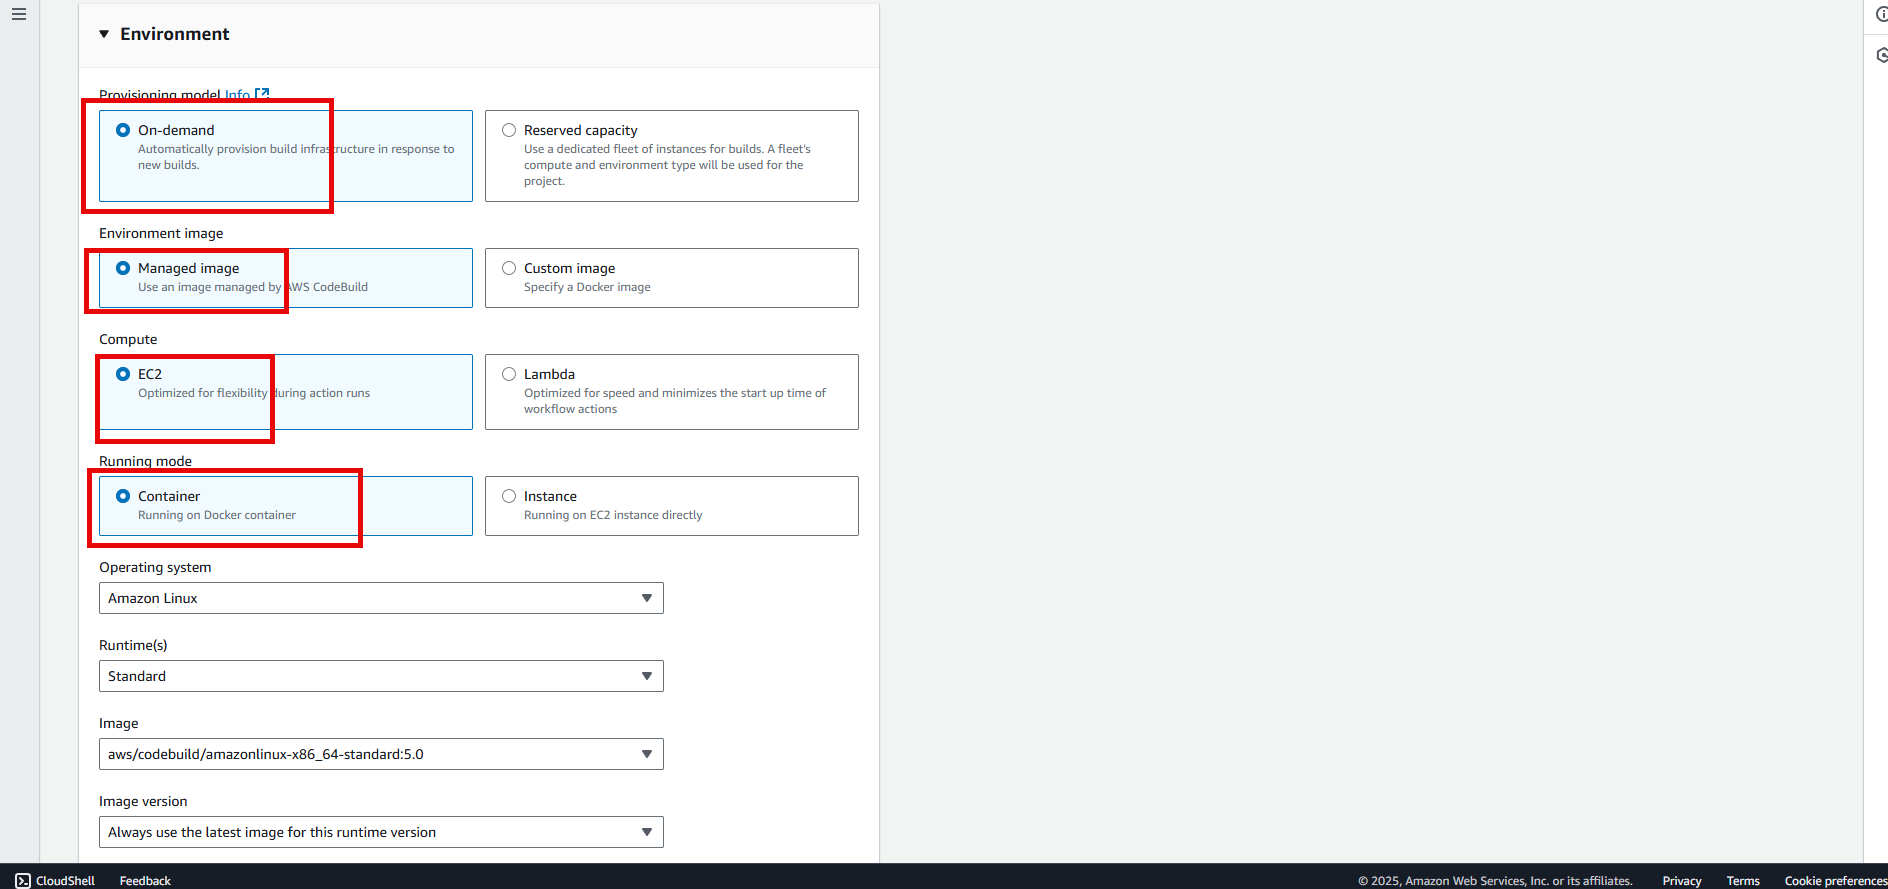 Environment
Provisioning model Info
On-demand
Automatically provision build infrastructure in response to
new builds.
Reserved capacity
Use a dedicated fleet of instances for builds. A fleet's
compute and environment type will be used for the
project.
Environment image
Managed image
Use an image managed by AWS CodeBuild
Custom image
Specify a Docker image
Compute
EC2
Optimized for flexibility during action runs
Lambda
Optimized for speed and minimizes the start up time of
workflow actions
Running mode
Container
Running on Docker container
Instance
Running on EC2 instance directly
Operating system
Amazon Linux
Runtime(s)
Standard
Image
aws/codebuild/amazonlinux-x86_64-standard:5.0
Image version
Always use the latest image for this runtime version
CloudShell Feedback © 2025, Amazon Web Services, Inc. or its affiliates. Privacy Terms Cookie preferences